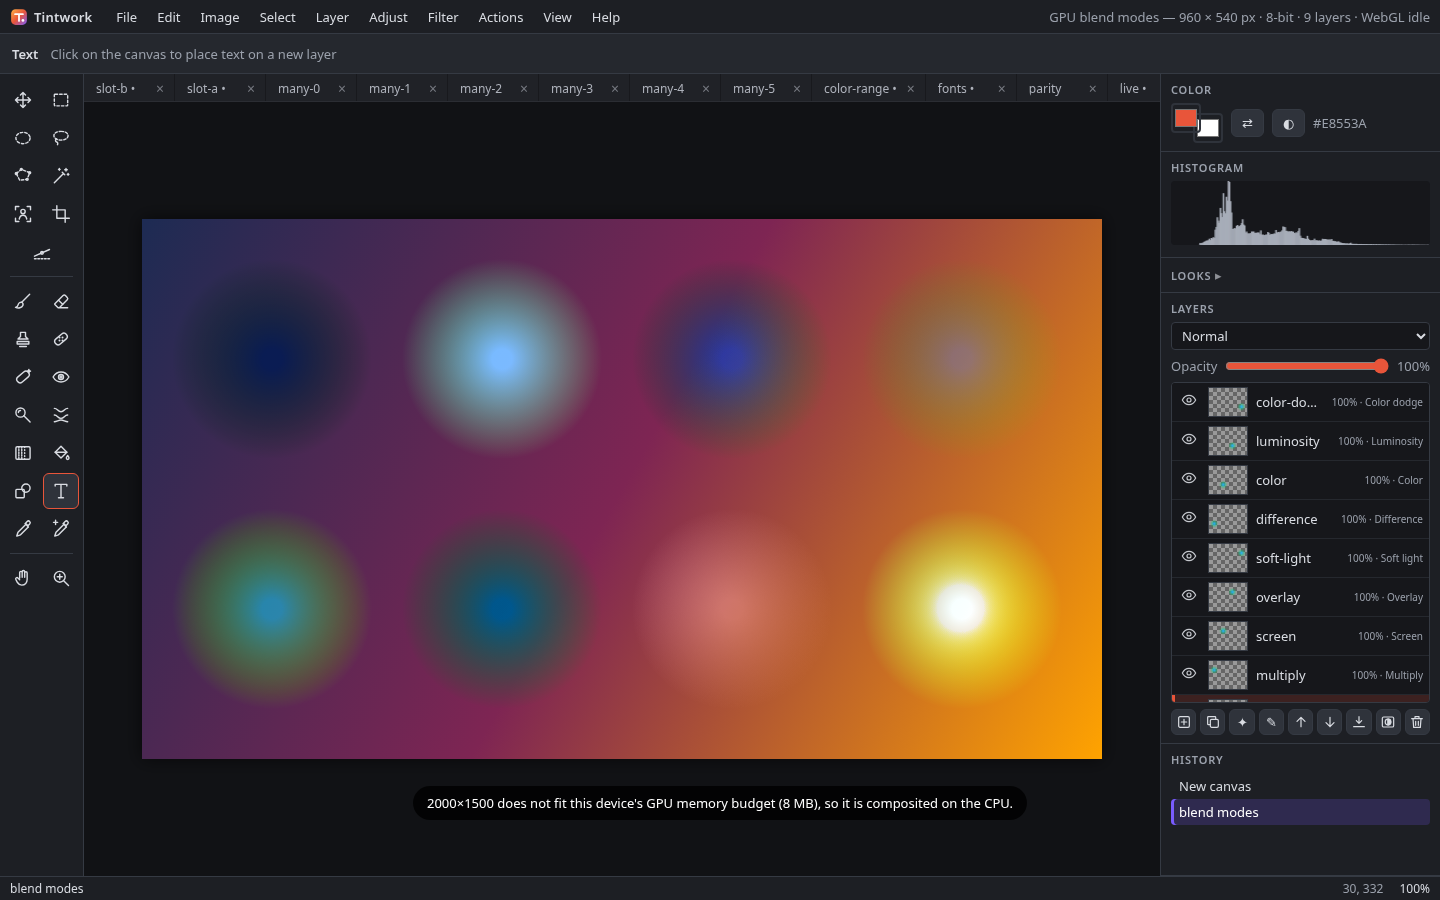 Tintwork File Edit Image Select Layer Adjust Filter Actions View Help GPU blend modes — 960 × 540 px · 8-bit · 9 layers · WebGL idle
Text Click on the canvas to place text on a new layer
slot-b • × slot-a • × many-0 × many-1 × many-2 × many-3 × many-4 × many-5 × color-range • × fonts • × parity × live •
COLOR
#E8553A
HISTOGRAM
LOOKS ▸
LAYERS
Normal
Opacity 100%
color-do... 100% · Color dodge
luminosity 100% · Luminosity
color 100% · Color
difference 100% · Difference
soft-light 100% · Soft light
overlay 100% · Overlay
screen 100% · Screen
multiply 100% · Multiply
HISTORY
New canvas
blend modes
2000×1500 does not fit this device's GPU memory budget (8 MB), so it is composited on the CPU.
blend modes 30, 332 100%